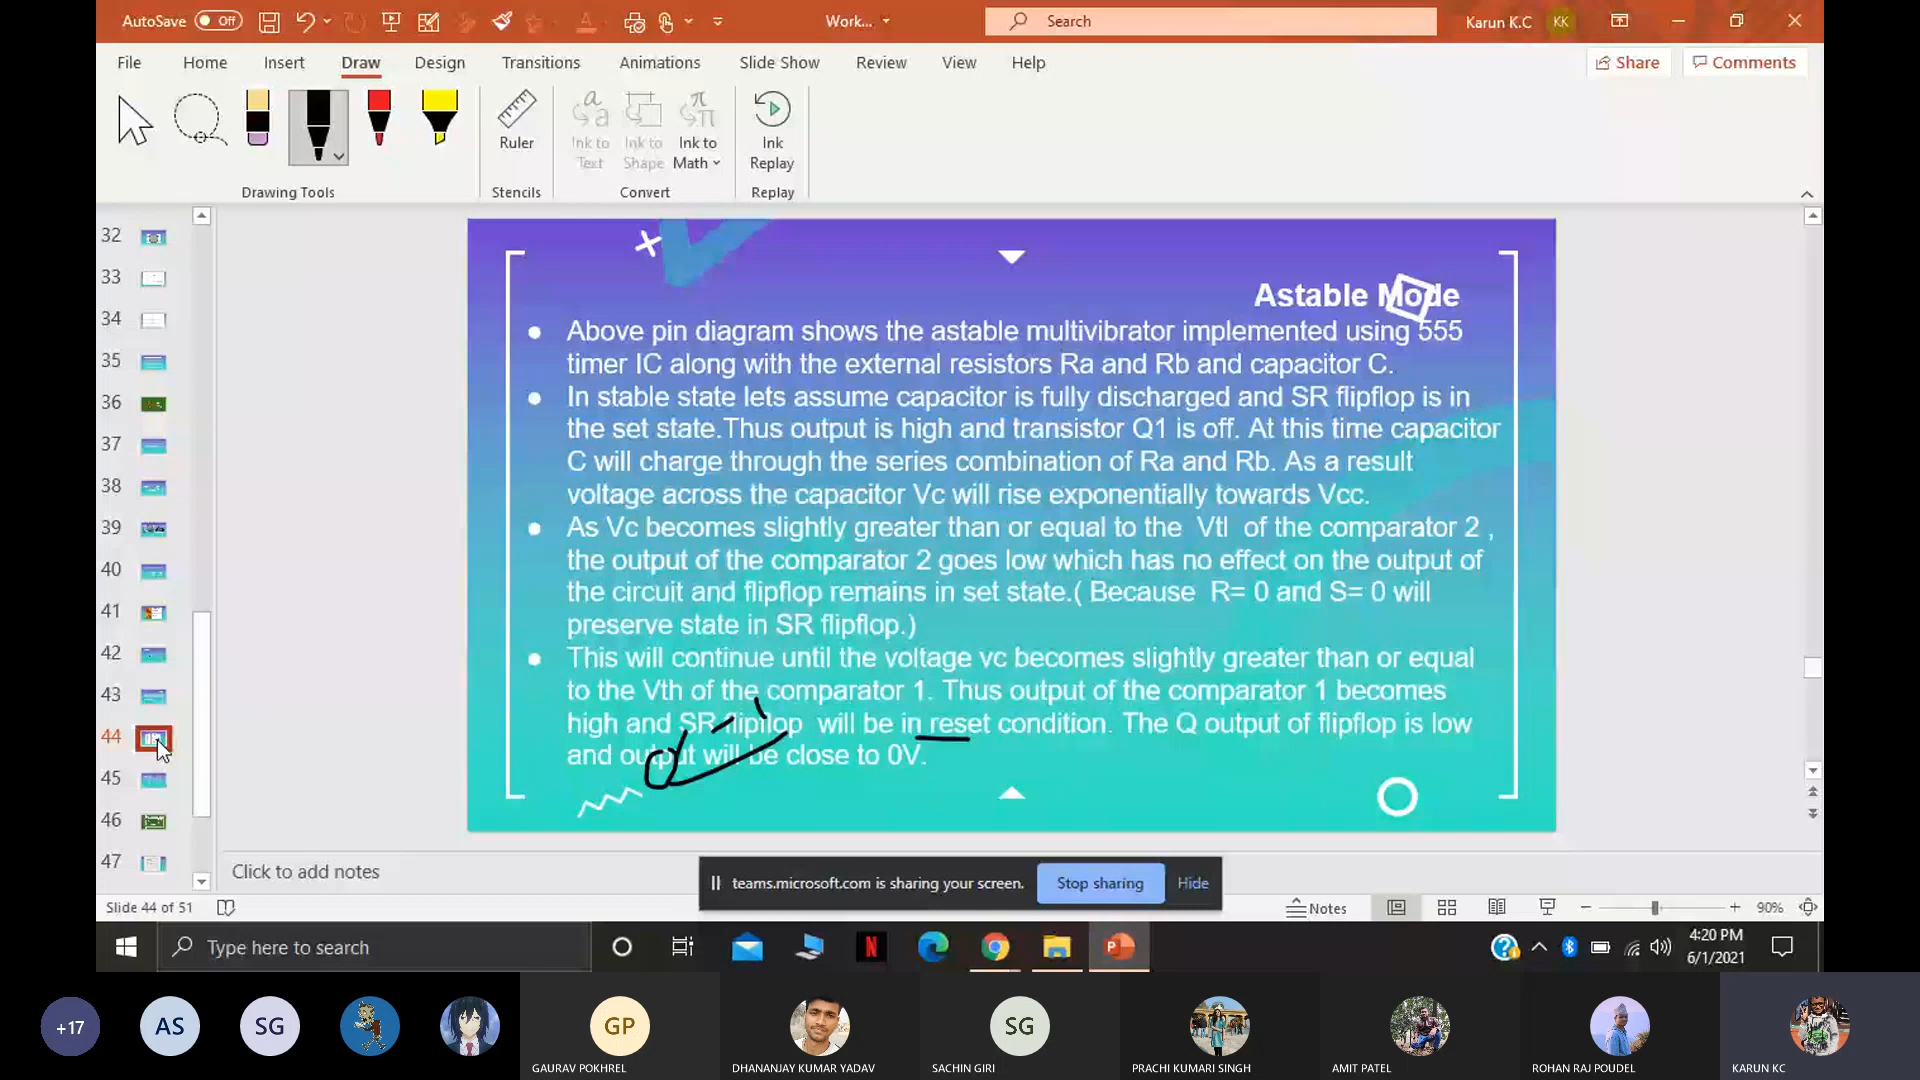 AutoSave Off Work... Search Karun K.C KK
File Home Insert Draw Design Transitions Animations Slide Show Review View Help Share Comments
Ruler
Ink to Text
Ink to Shape
Ink to Math
Ink Replay
Drawing Tools Stencils Convert Replay
32
33
34
35
36
37
38
39
40
41
42
43
44
45
46
47
Astable Mode
● Above pin diagram shows the astable multivibrator implemented using 555
timer IC along with the external resistors Ra and Rb and capacitor C.
● In stable state lets assume capacitor is fully discharged and SR flipflop is in
the set state.Thus output is high and transistor Q1 is off. At this time capacitor
C will charge through the series combination of Ra and Rb. As a result
voltage across the capacitor Vc will rise exponentially towards Vcc.
● As Vc becomes slightly greater than or equal to the Vtl of the comparator 2 ,
the output of the comparator 2 goes low which has no effect on the output of
the circuit and flipflop remains in set state.( Because R= 0 and S= 0 will
preserve state in SR flipflop.)
● This will continue until the voltage vc becomes slightly greater than or equal
to the Vth of the comparator 1. Thus output of the comparator 1 becomes
high and SR flipflop will be in reset condition. The Q output of flipflop is low
and output will be close to 0V.
Click to add notes
teams.microsoft.com is sharing your screen. Stop sharing Hide
Slide 44 of 51 Notes 90%
Type here to search
4:20 PM
6/1/2021
+17 AS SG GP SG
GAURAV POKHREL DHANANJAY KUMAR YADAV SACHIN GIRI PRACHI KUMARI SINGH AMIT PATEL ROHAN RAJ POUDEL KARUN KC